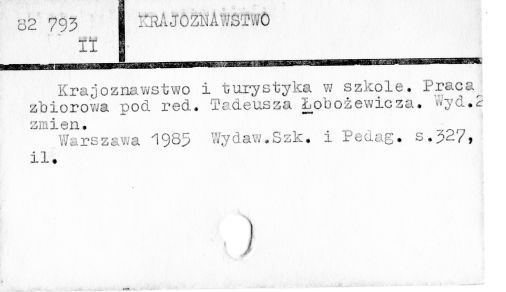 82 793
II
KRAJOZNAWSTWO
Krajoznawstwo i turystyka w szkole. Praca
zbiorowa pod red. Tadeusza Łobożewicza. Wyd.2
zmien.
Warszawa 1985 Wydaw.Szk. i Pedag. s.327,
il.